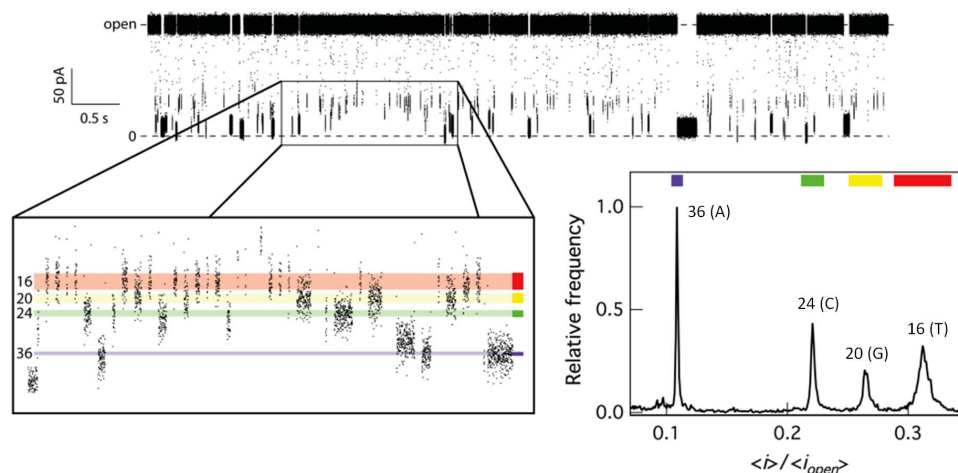 open
50 pA
0.5 s
0
16
20
24
36
Relative frequency
1.0
0.5
0.0
36 (A)
24 (C)
20 (G)
16 (T)
0.1
0.2
0.3
<i>/<i_open>